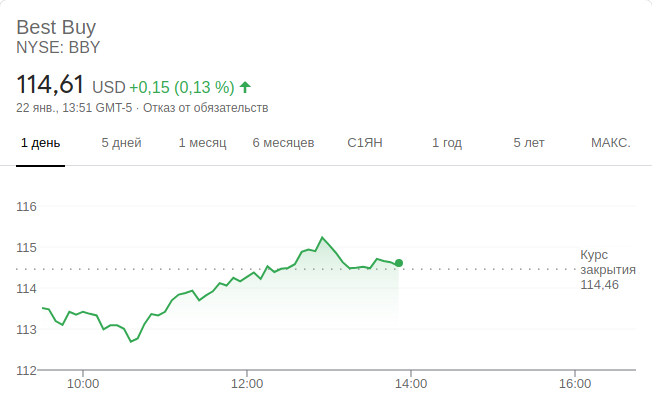 Best Buy
NYSE: BBY
114,61 USD +0,15 (0,13 %)
22 янв., 13:51 GMT-5 · Отказ от обязательств
1 день 5 дней 1 месяц 6 месяцев С1ЯН 1 год 5 лет МАКС.
116
115
114
113
112
Курс
закрытия
114,46
10:00 12:00 14:00 16:00